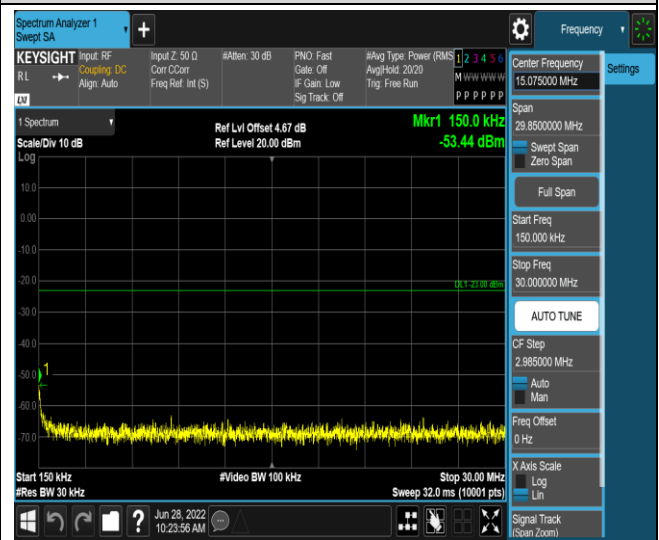 Spectrum Analyzer 1
Swept SA
Frequency
KEYSIGHT
RL
LXI
Input: RF
Coupling: DC
Align: Auto
Input Z: 50 Ω
Corr CCorr
Freq Ref: Int (S)
#Atten: 30 dB
PNO: Fast
Gate: Off
IF Gain: Low
Sig Track: Off
#Avg Type: Power (RMS
Avg|Hold: 20/20
Trig: Free Run
1 2 3 4 5 6
M W W W W W
P P P P P P
1 Spectrum
Scale/Div 10 dB
Ref Lvl Offset 4.67 dB
Ref Level 20.00 dBm
Mkr1 150.0 kHz
-53.44 dBm
Log
10.0
0.00
-10.0
-20.0
-30.0
-40.0
-50.0
-60.0
-70.0
DL1 -23.00 dBm
1
Start 150 kHz
#Res BW 30 kHz
#Video BW 100 kHz
Stop 30.00 MHz
Sweep 32.0 ms (10001 pts)
Jun 28, 2022
10:23:56 AM
Center Frequency
15.075000 MHz
Settings
Span
29.8500000 MHz
Swept Span
Zero Span
Full Span
Start Freq
150.000 kHz
Stop Freq
30.000000 MHz
AUTO TUNE
CF Step
2.985000 MHz
Auto
Man
Freq Offset
0 Hz
X Axis Scale
Log
Lin
Signal Track
(Span Zoom)